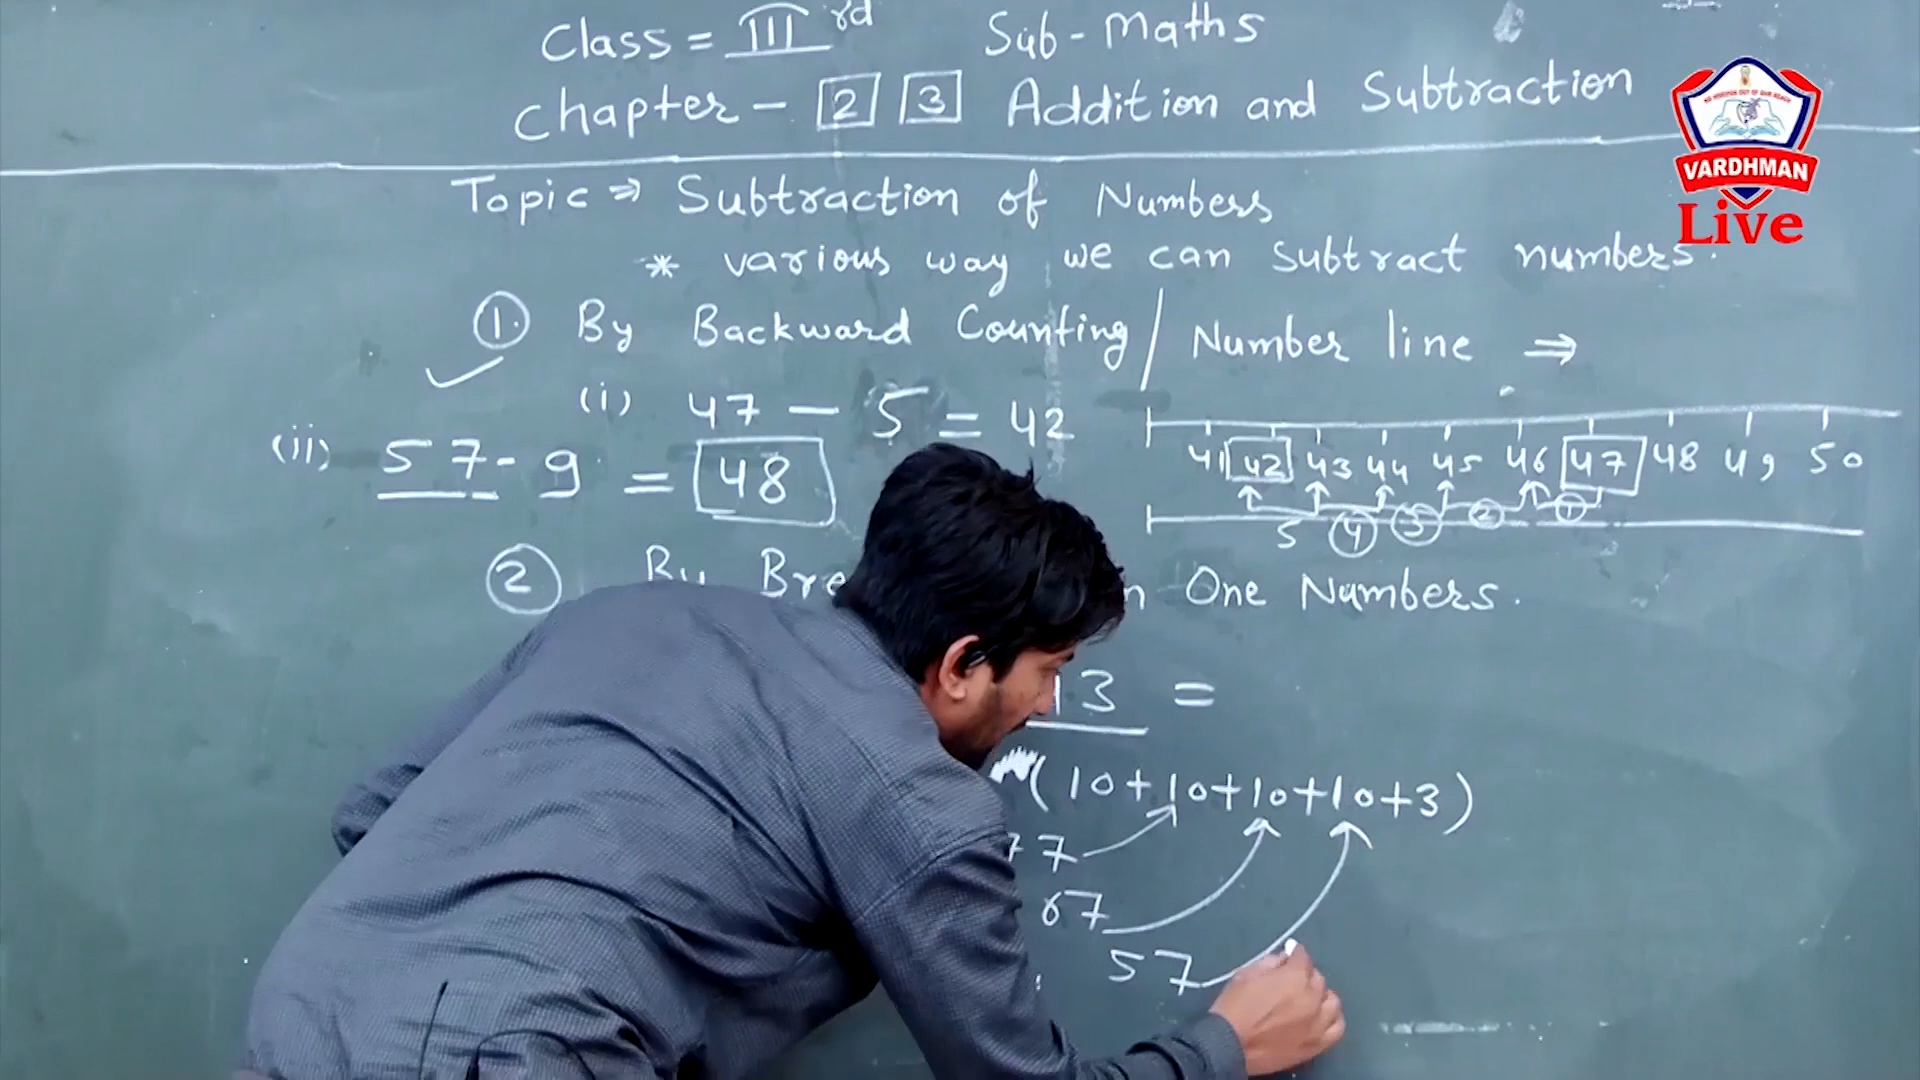 Class = III rd Sub - Maths
Chapter - 2 3 Addition and Subtraction
VARDHMAN
Live
Topic ⇒ Subtraction of Numbers
* various way we can subtract numbers.
1. By Backward Counting / Number line ⇒
(i) 47 - 5 = 42
41 42 43 44 45 46 47 48 49 50
5 4 3 2 1
(ii) 57 - 9 = 48
2 By One Numbers.
13 =
(10+10+10+10+3)
77
67
57